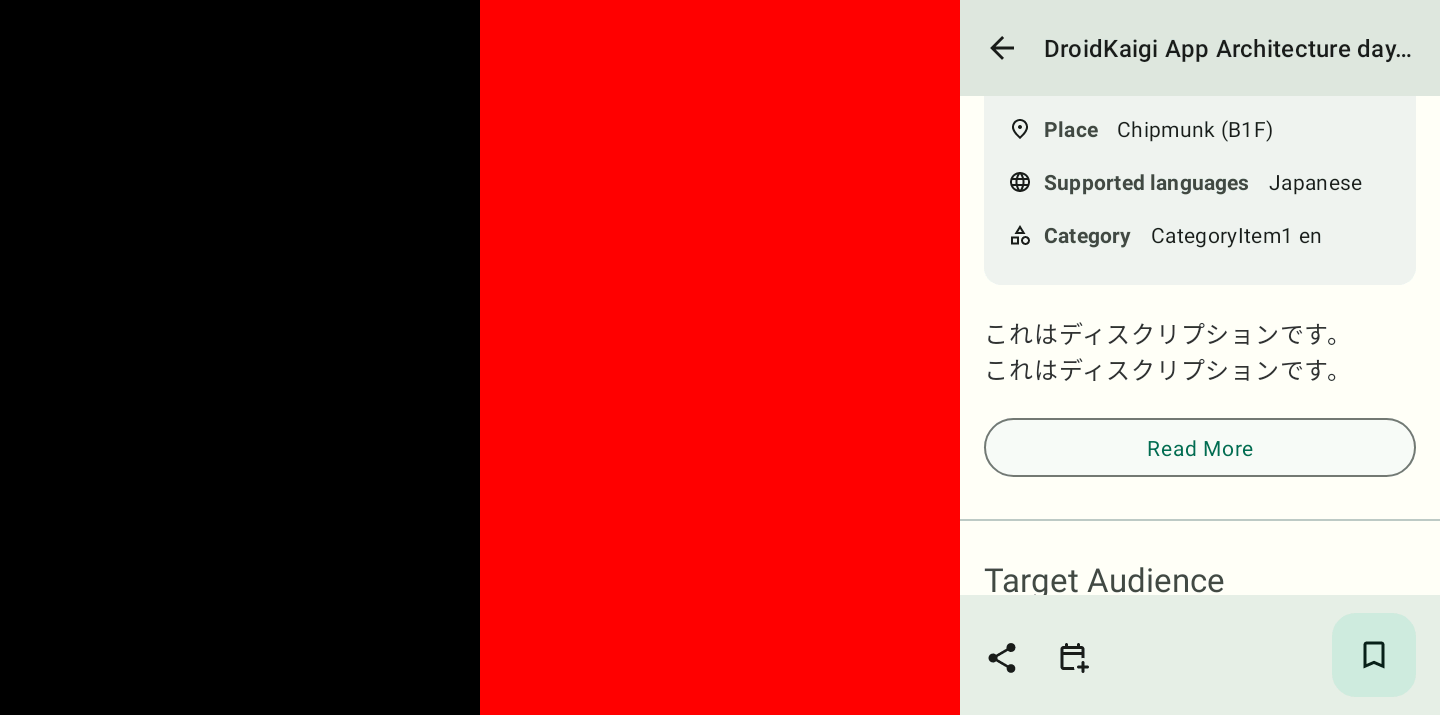 DroidKaigi App Architecture day…
Place Chipmunk (B1F)
Supported languages Japanese
Category CategoryItem1 en
これはディスクリプションです。
これはディスクリプションです。
Read More
Target Audience